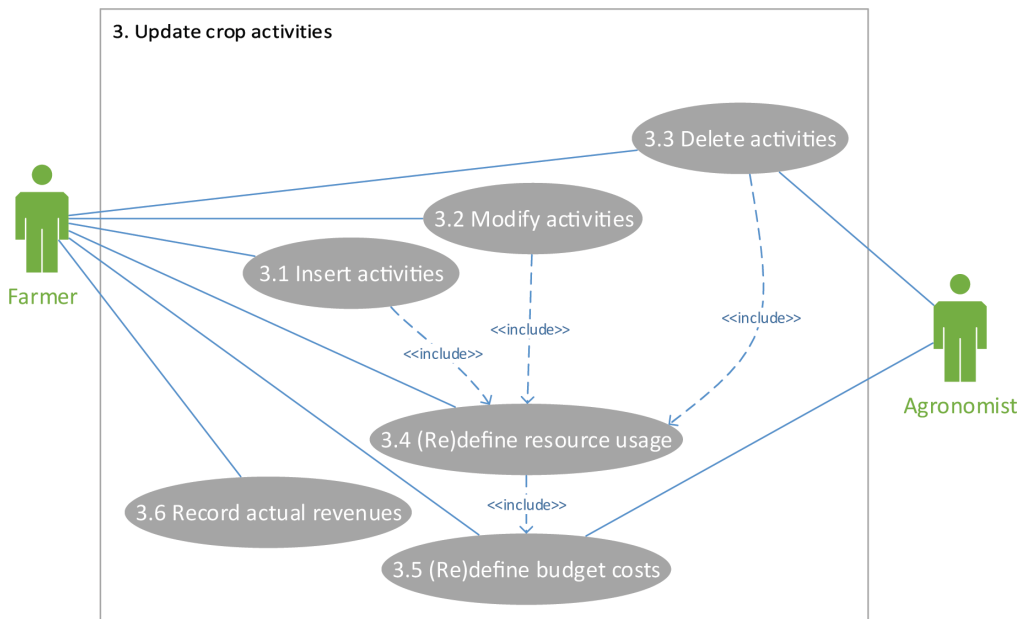 3. Update crop activities
3.3 Delete activities
3.2 Modify activities
3.1 Insert activities
Farmer
<<include>>
<<include>>
<<include>>
Agronomist
3.4 (Re)define resource usage
<<include>>
3.6 Record actual revenues
3.5 (Re)define budget costs